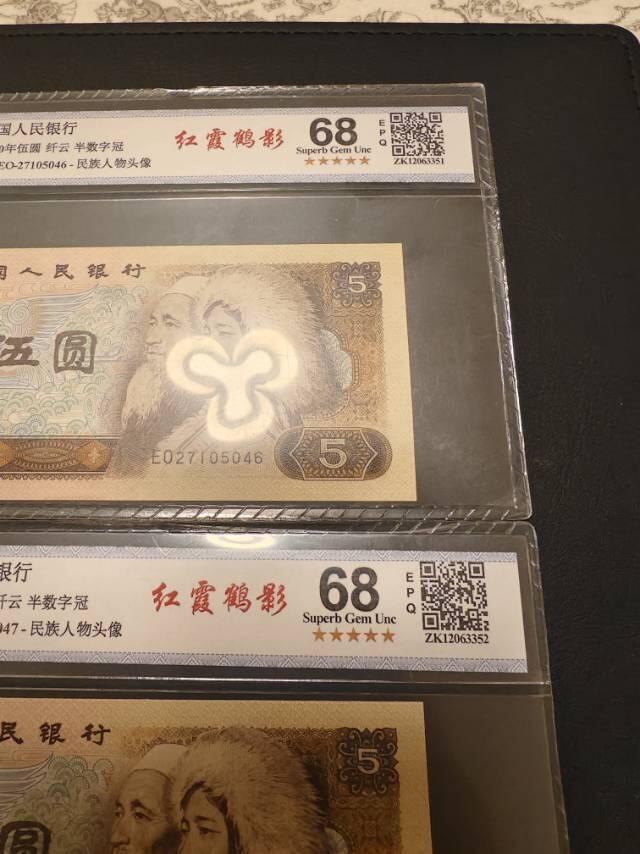 国人民银行
0年伍圆 纤云 半数字冠
EO-27105046 - 民族人物头像
红霞鹤影
68
Superb Gem Unc
★★★★★
EPQ
ZK12063351
国人民银行
伍圆
5
EO27105046
5
银行
纤云 半数字冠
047 - 民族人物头像
红霞鹤影
68
Superb Gem Unc
★★★★★
EPQ
ZK12063352
民银行
圆
5